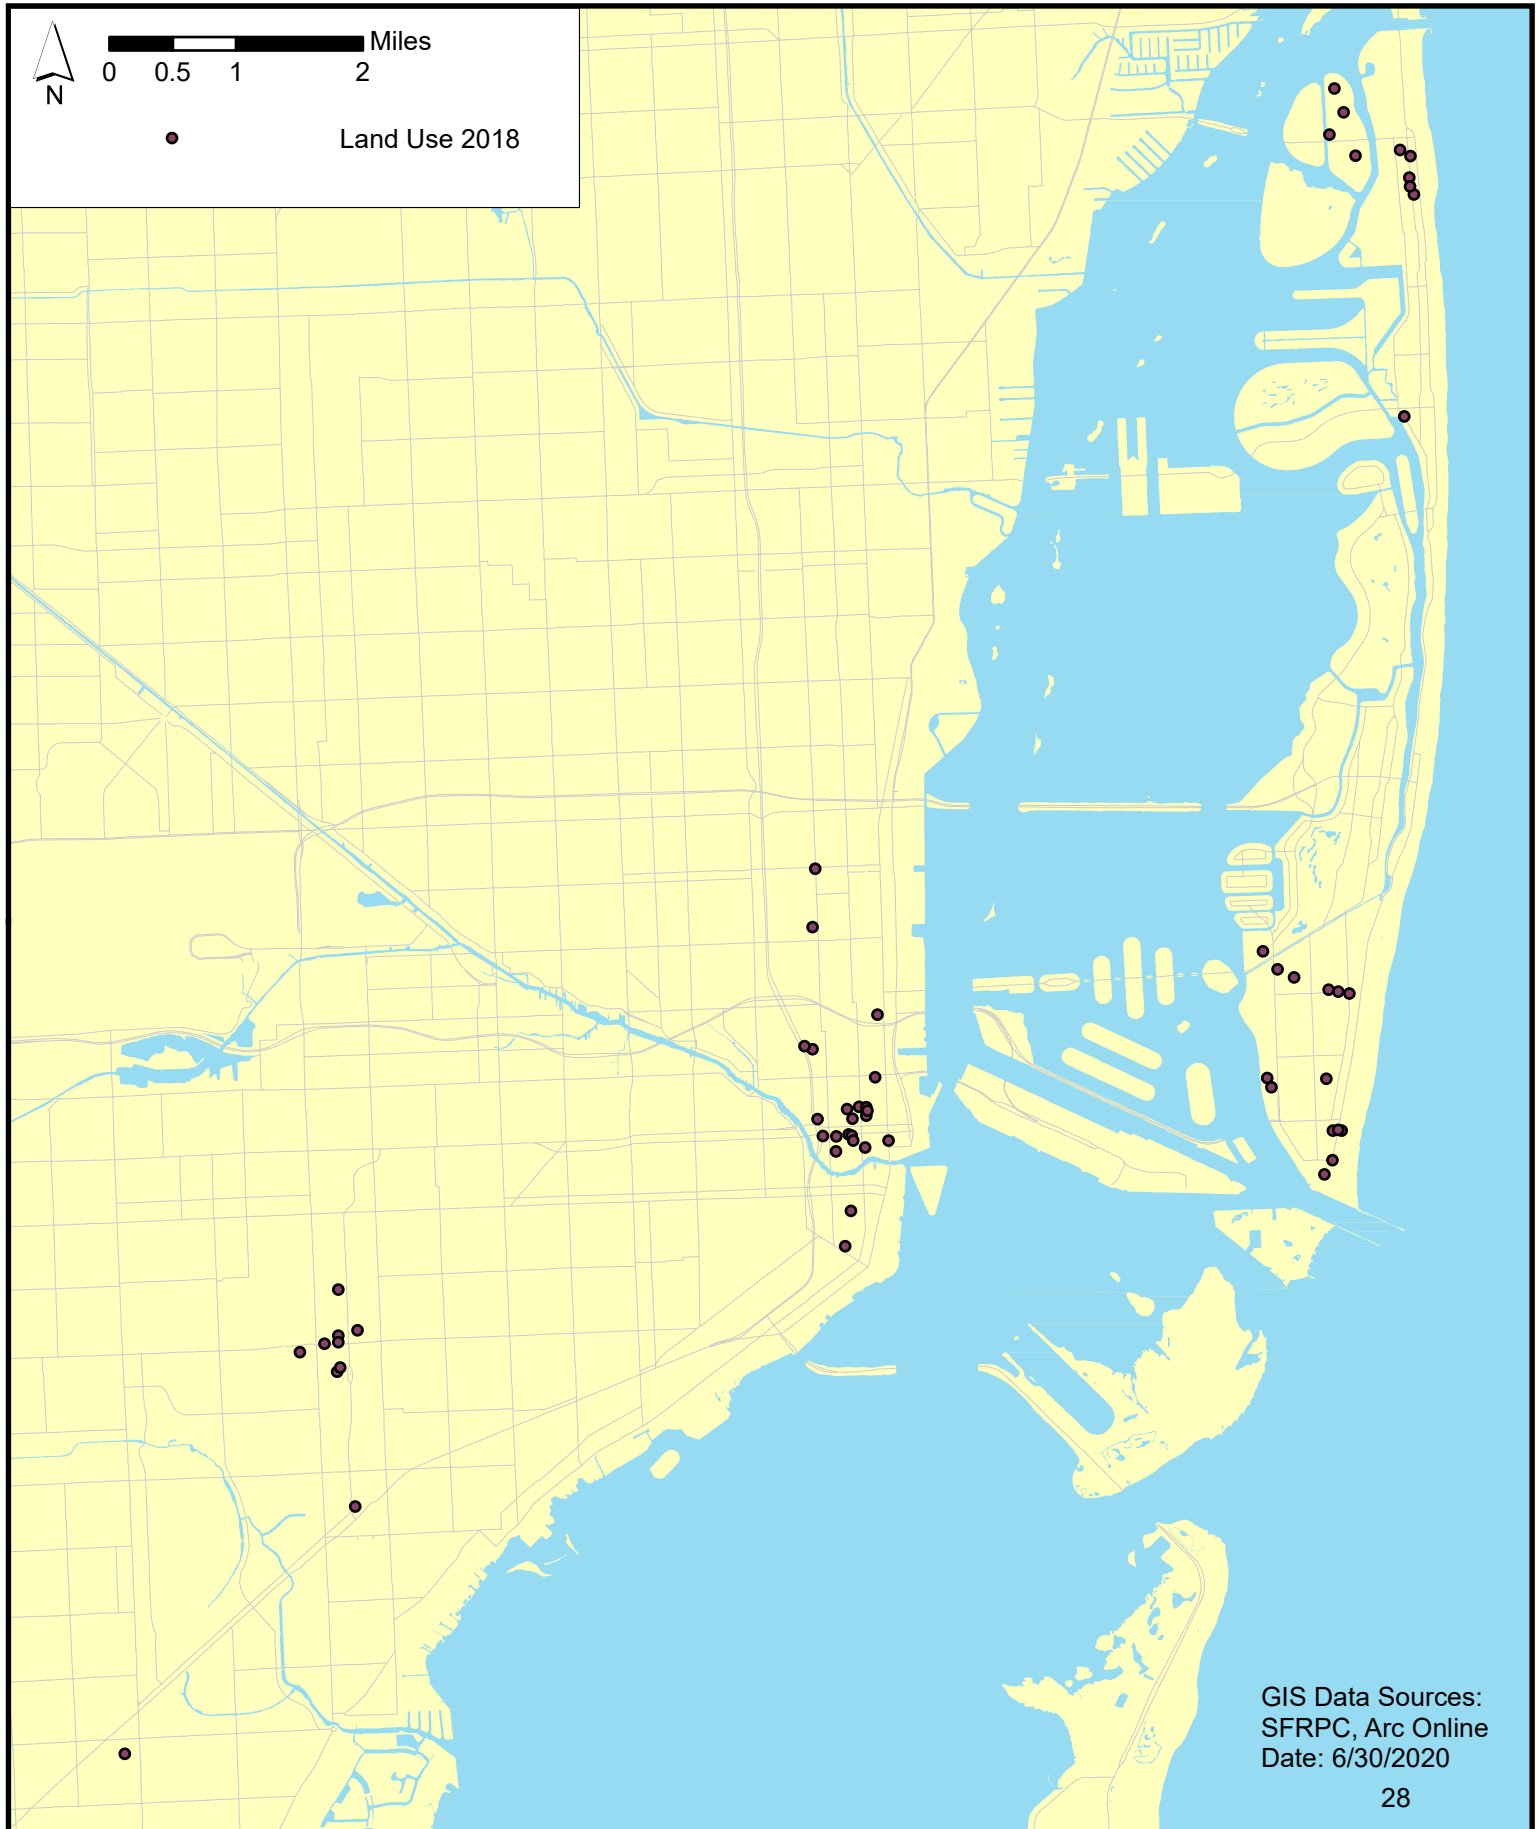 Miles
0 0.5 1 2
N
Land Use 2018
GIS Data Sources:
SFRPC, Arc Online
Date: 6/30/2020
28